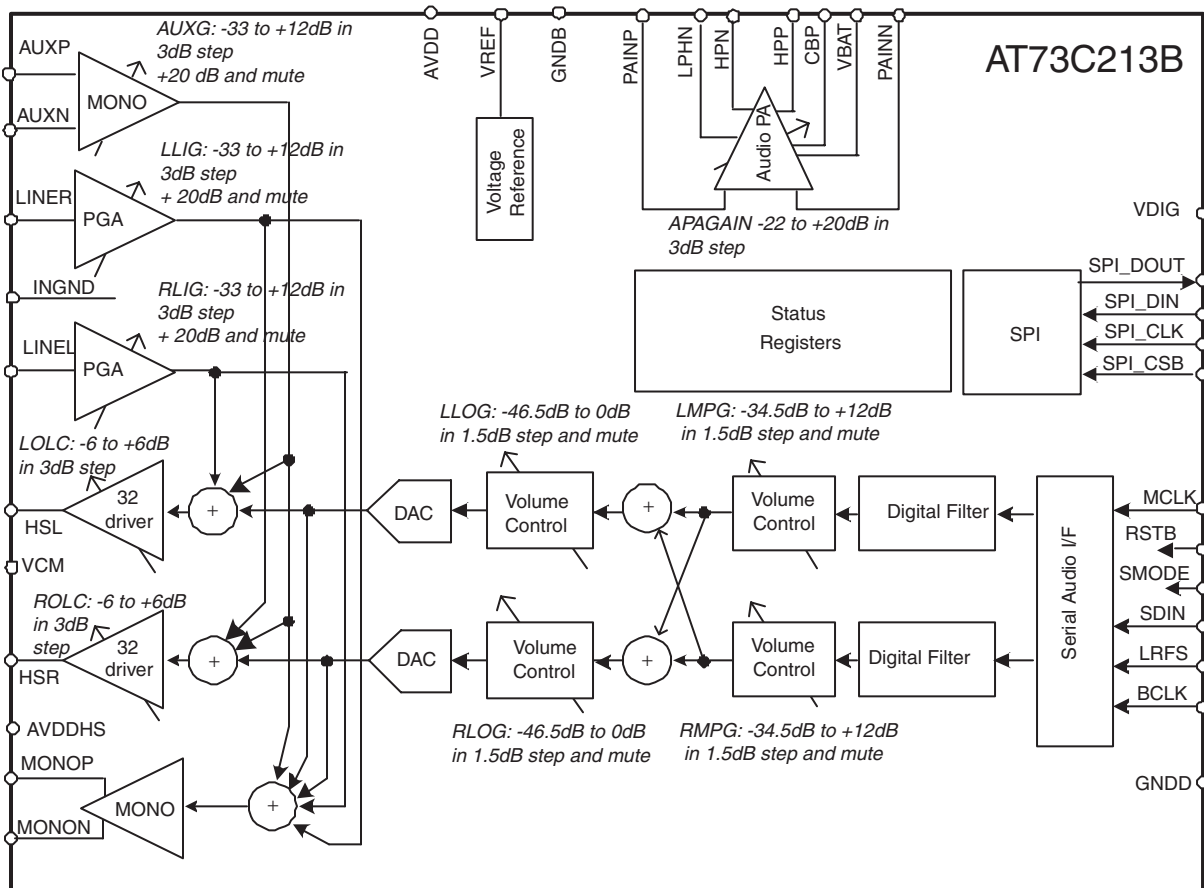 AT73C213B
AUXP
AUXN
MONO
AUXG: -33 to +12dB in
3dB step
+20 dB and mute
LINER
PGA
LLIG: -33 to +12dB in
3dB step
+ 20dB and mute
INGND
LINEL
PGA
RLIG: -33 to +12dB in
3dB step
+ 20dB and mute
AVDD
VREF
GNDB
Voltage
Reference
PAINP
LPHN
HPN
HPP
CBP
VBAT
PAINN
Audio PA
APAGAIN -22 to +20dB in
3dB step
VDIG
Status
Registers
SPI
SPI_DOUT
SPI_DIN
SPI_CLK
SPI_CSB
LOLC: -6 to +6dB
in 3dB step
32
driver
HSL
+
DAC
LLOG: -46.5dB to 0dB
in 1.5dB step and mute
Volume
Control
+
LMPG: -34.5dB to +12dB
in 1.5dB step and mute
Volume
Control
Digital Filter
Serial Audio I/F
MCLK
RSTB
SMODE
SDIN
LRFS
BCLK
VCM
ROLC: -6 to +6dB
in 3dB
step
32
driver
HSR
+
DAC
Volume
Control
RLOG: -46.5dB to 0dB
in 1.5dB step and mute
+
Volume
Control
RMPG: -34.5dB to +12dB
in 1.5dB step and mute
Digital Filter
AVDDHS
MONOP
MONON
MONO
+
GNDD